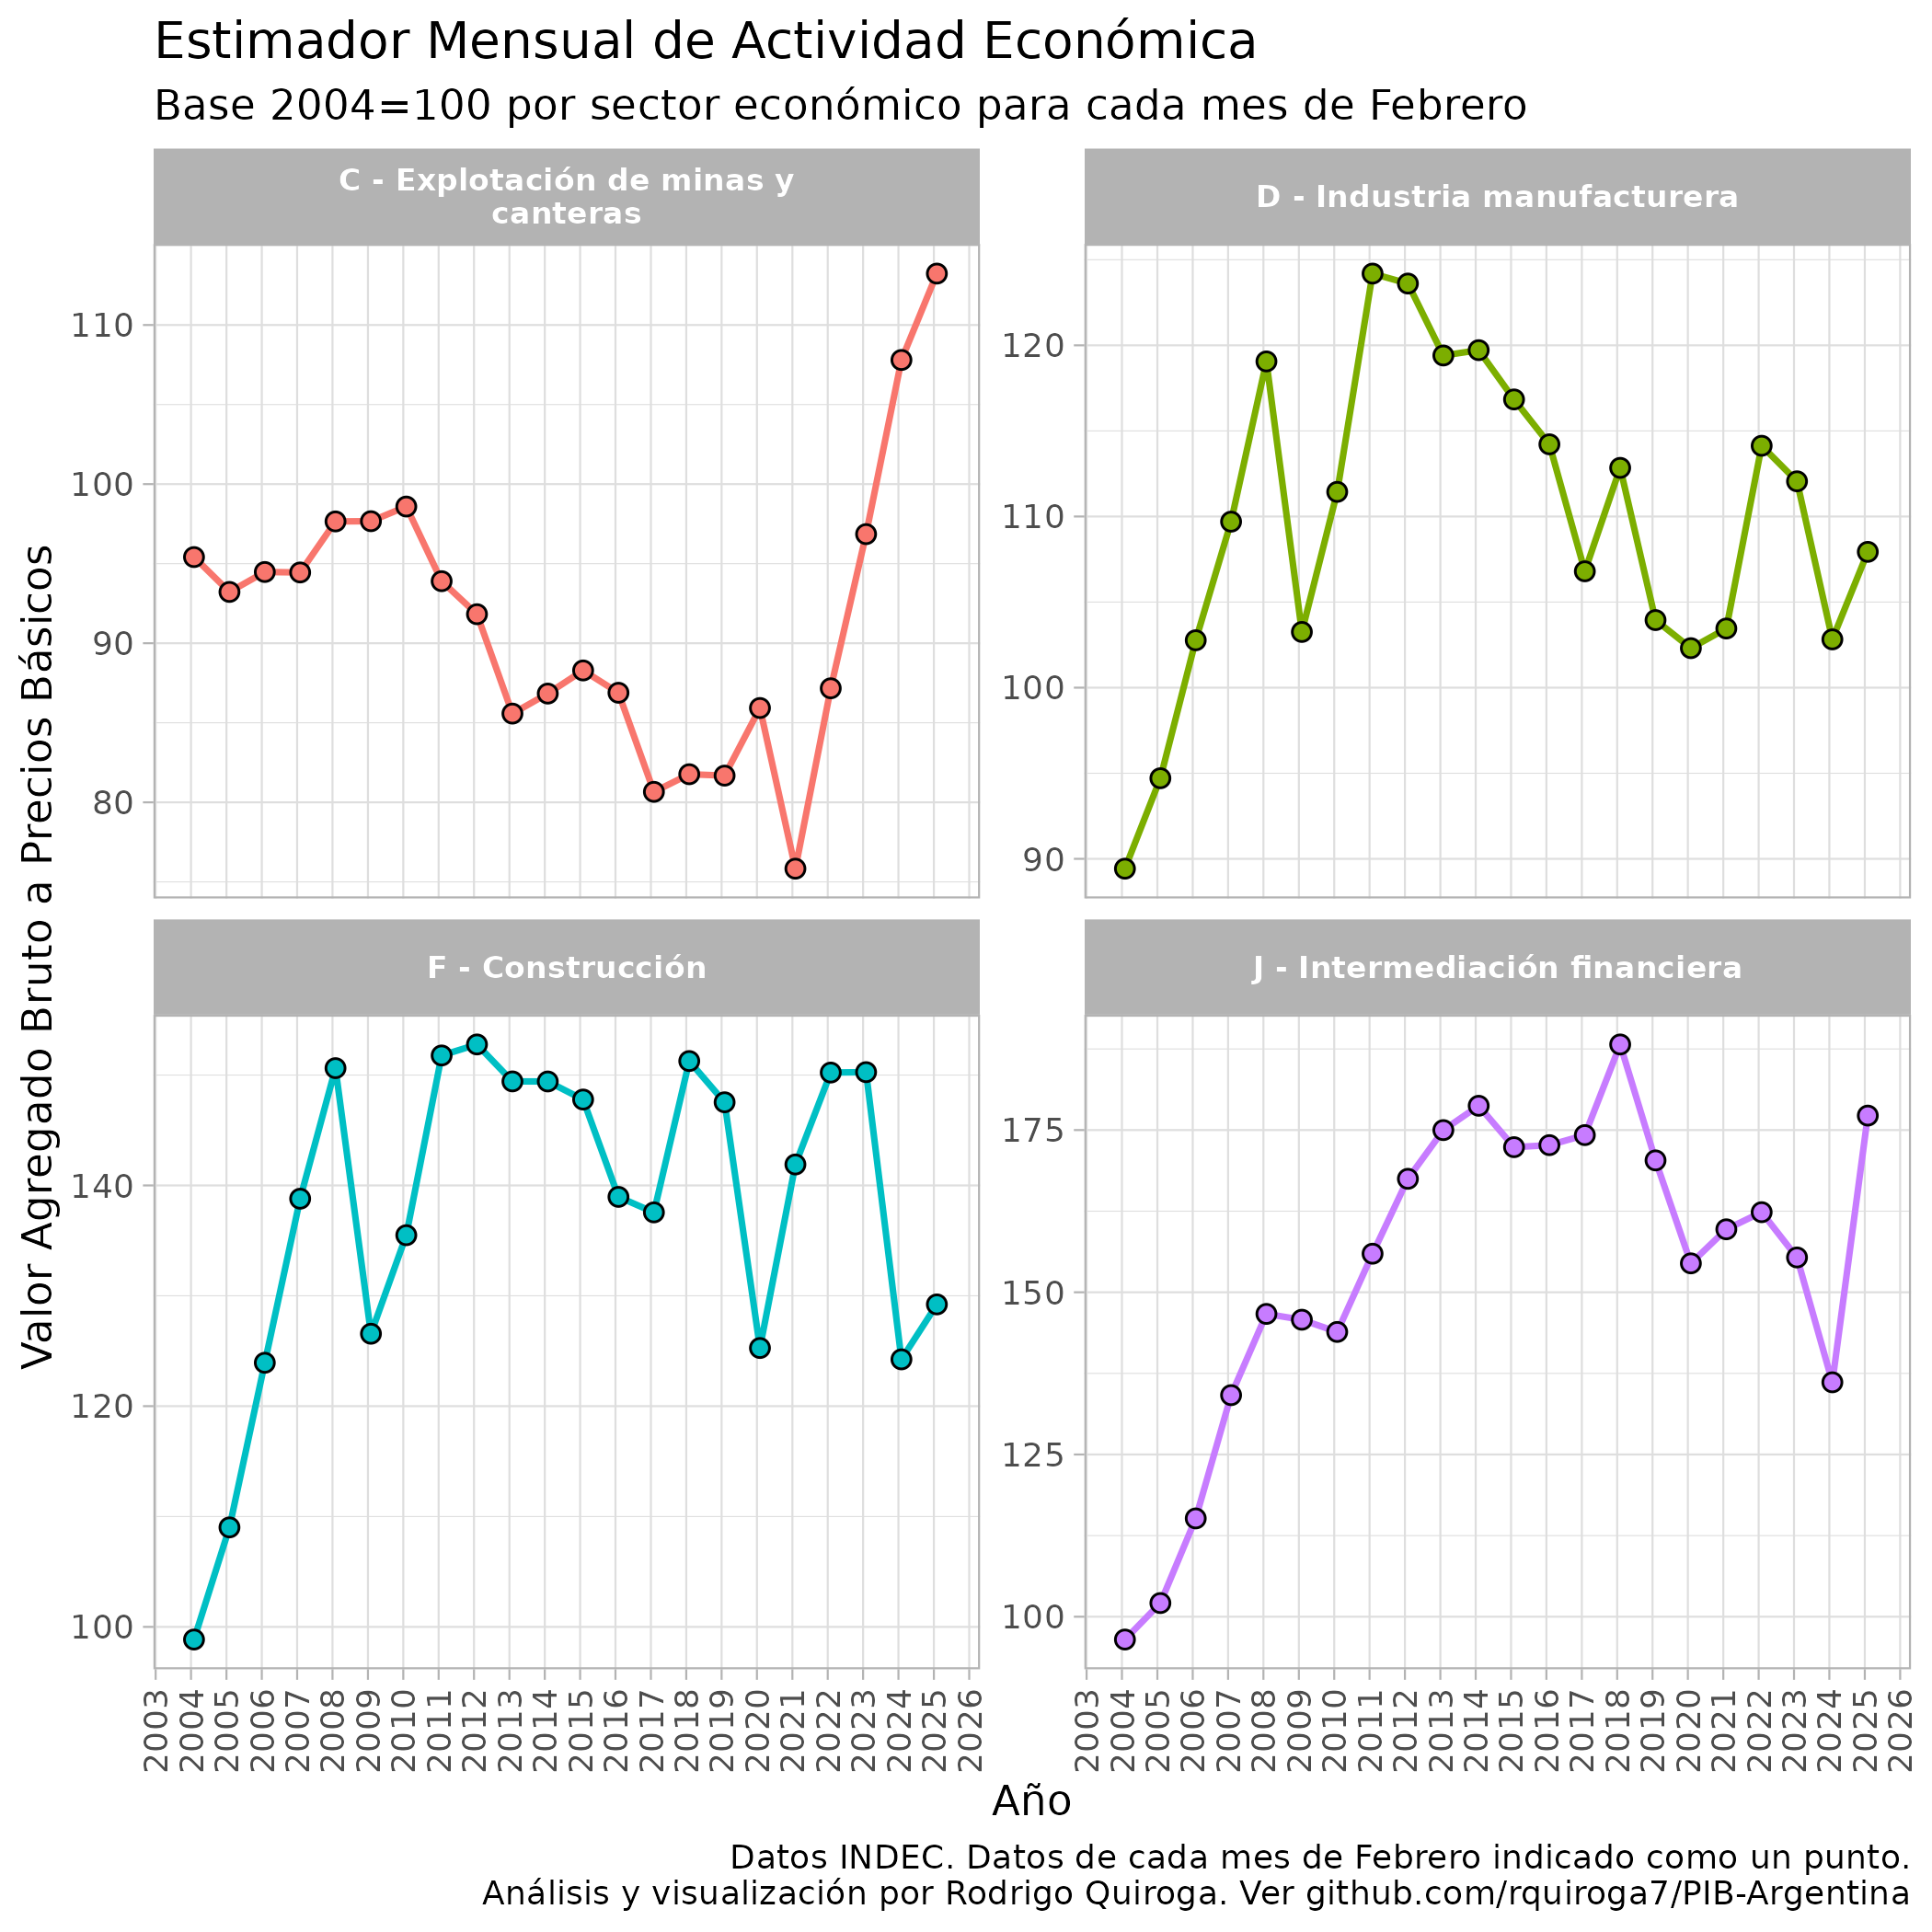 Estimador Mensual de Actividad Económica
Base 2004=100 por sector económico para cada mes de Febrero
C - Explotación de minas y
canteras
D - Industria manufacturera
110
100
90
80
120
110
100
90
F - Construcción
J - Intermediación financiera
140
120
100
175
150
125
100
Valor Agregado Bruto a Precios Básicos
2003 2004 2005 2006 2007 2008 2009 2010 2011 2012 2013 2014 2015 2016 2017 2018 2019 2020 2021 2022 2023 2024 2025 2026
2003 2004 2005 2006 2007 2008 2009 2010 2011 2012 2013 2014 2015 2016 2017 2018 2019 2020 2021 2022 2023 2024 2025 2026
Año
Datos INDEC. Datos de cada mes de Febrero indicado como un punto.
Análisis y visualización por Rodrigo Quiroga. Ver github.com/rquiroga7/PIB-Argentina